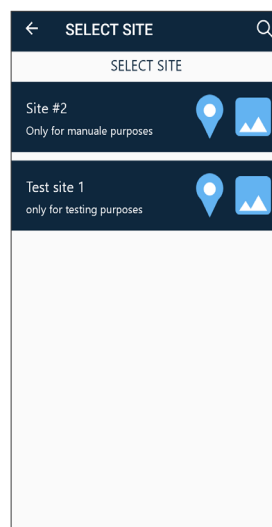 SELECT SITE
SELECT SITE
Site #2
Only for manuale purposes
Test site 1
only for testing purposes